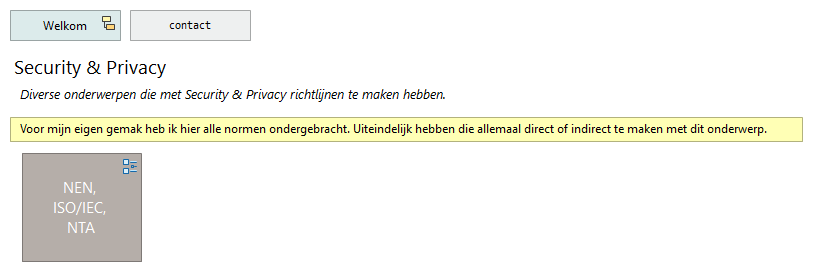 Welkom
contact
Security & Privacy
Diverse onderwerpen die met Security & Privacy richtlijnen te maken hebben.
Voor mijn eigen gemak heb ik hier alle normen ondergebracht. Uiteindelijk hebben die allemaal direct of indirect te maken met dit onderwerp.
NEN,
ISO/IEC,
NTA